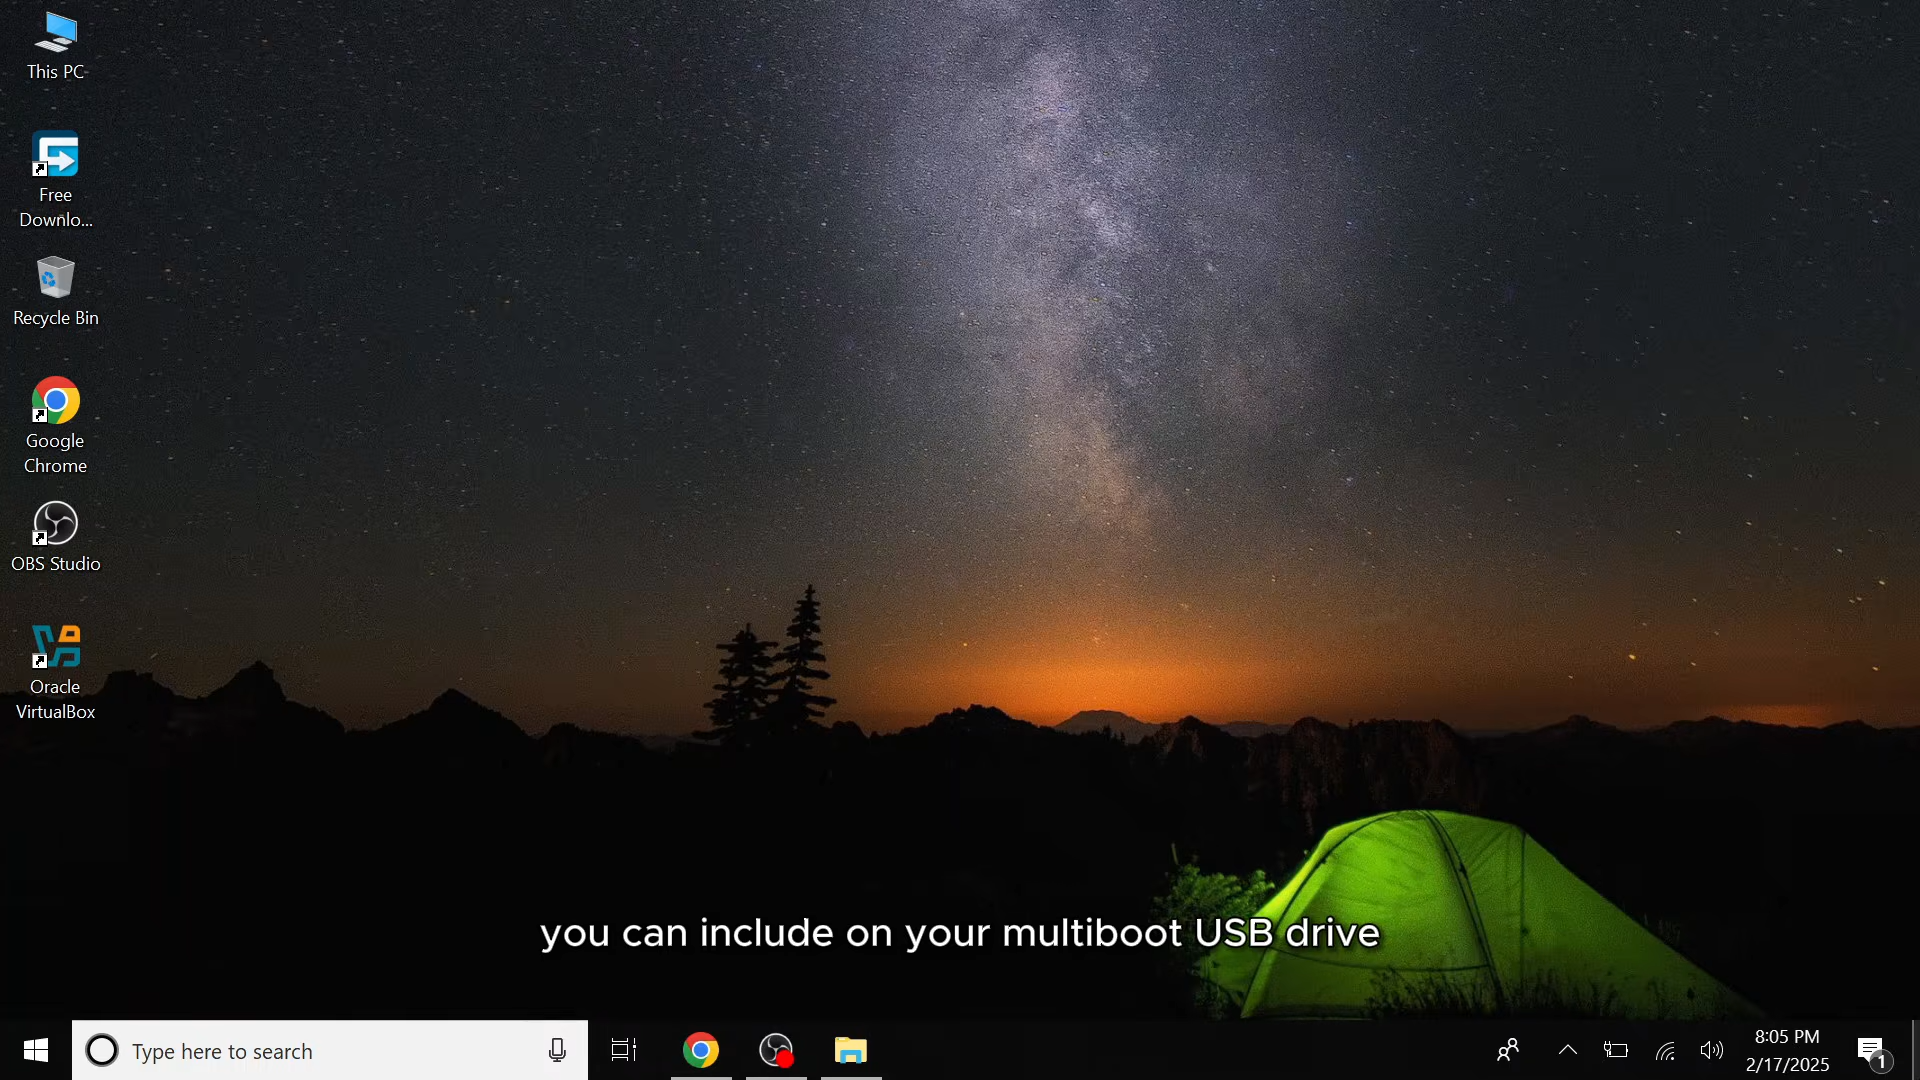 This PC
Free
Downlo...
Recycle Bin
Google
Chrome
OBS Studio
Oracle
VirtualBox
you can include on your multiboot USB drive
Type here to search
8:05 PM
2/17/2025
1